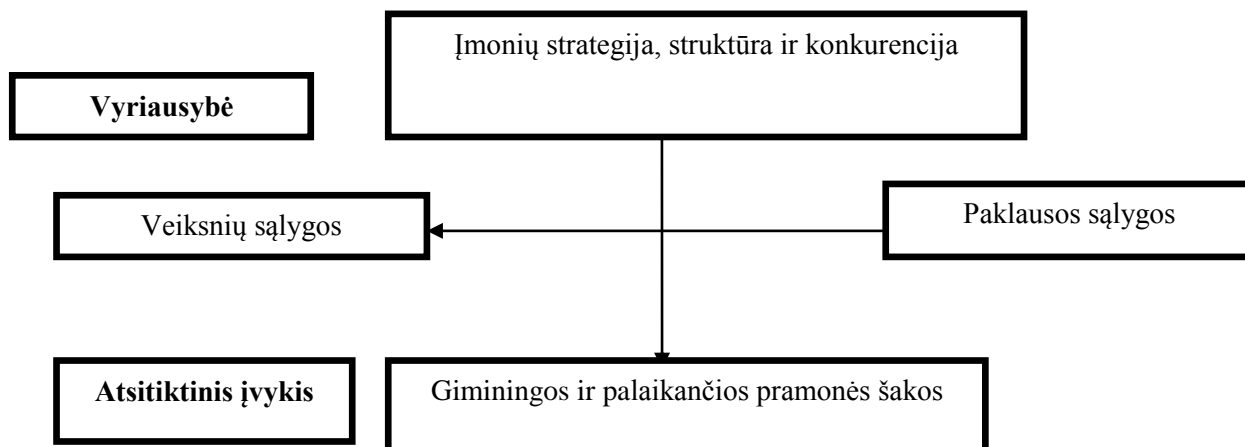 Įmonių strategija, struktūra ir konkurencija
Vyriausybė
Veiksnių sąlygos
Paklausos sąlygos
Atsitiktinis įvykis
Giminingos ir palaikančios pramonės šakos